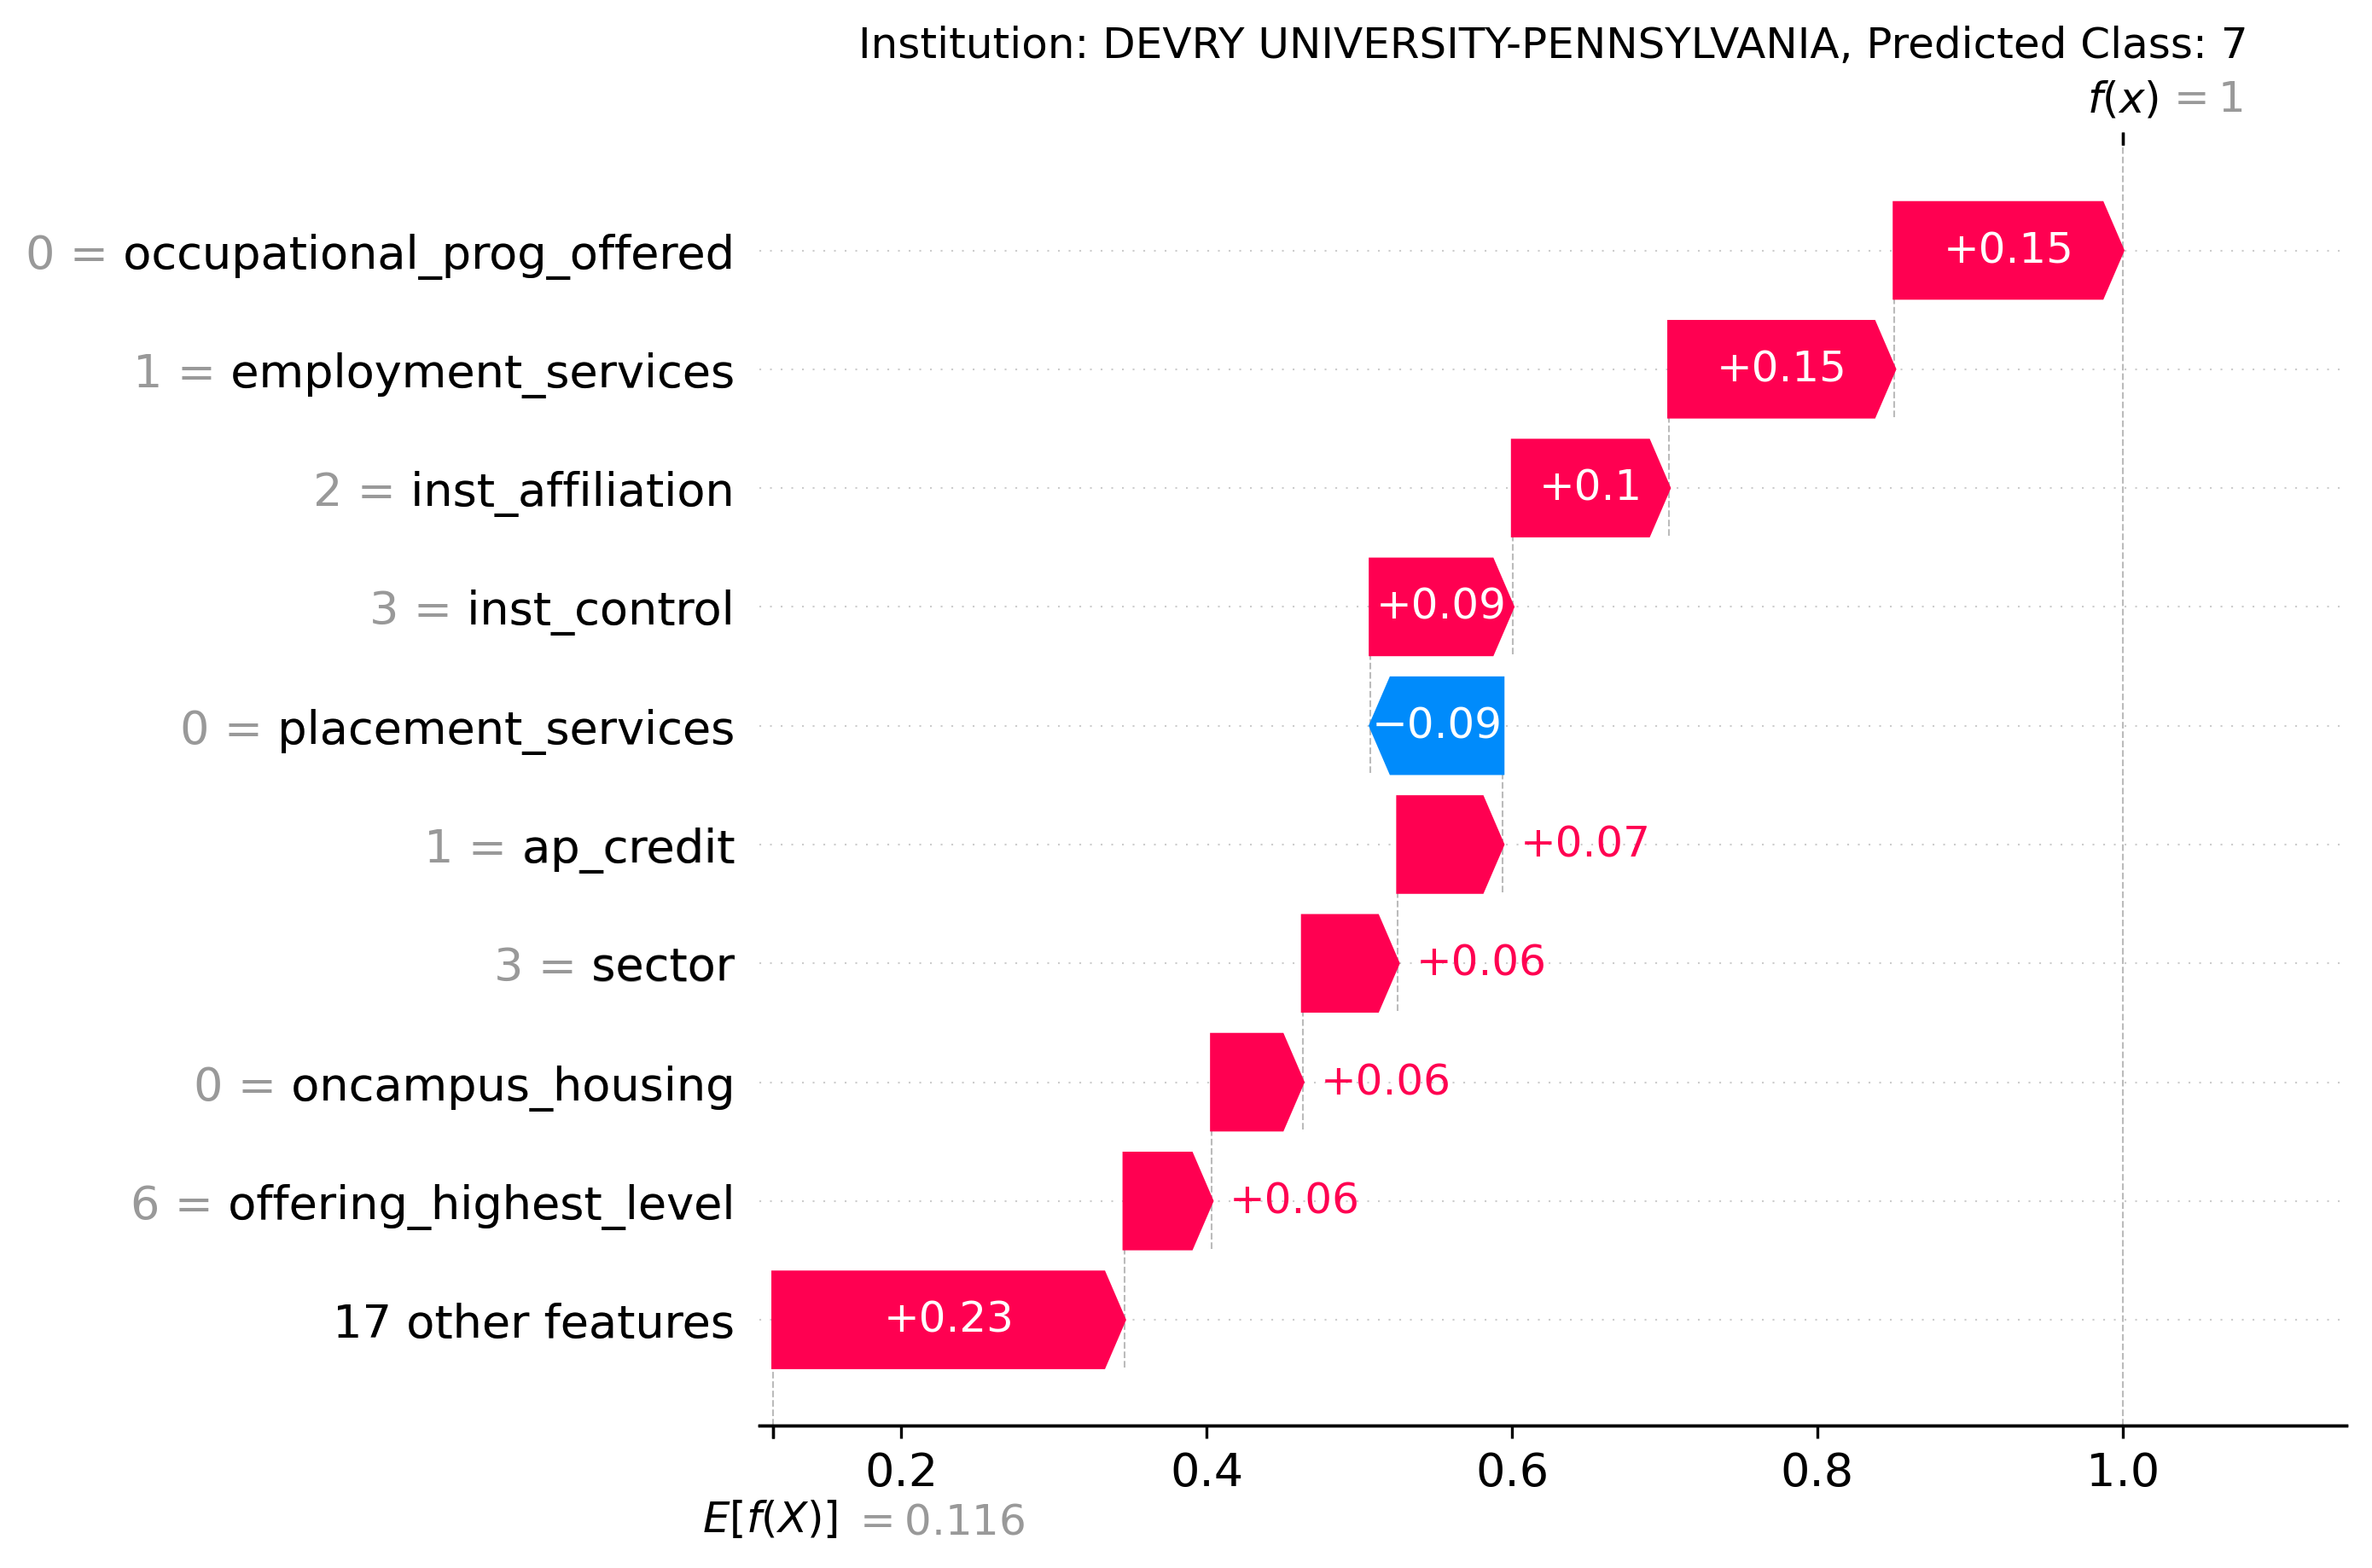 Institution: DEVRY UNIVERSITY-PENNSYLVANIA, Predicted Class: 7
f(x) = 1
0 = occupational_prog_offered +0.15
1 = employment_services +0.15
2 = inst_affiliation +0.1
3 = inst_control +0.09
0 = placement_services −0.09
1 = ap_credit +0.07
3 = sector +0.06
0 = oncampus_housing +0.06
6 = offering_highest_level +0.06
17 other features +0.23
0.2 0.4 0.6 0.8 1.0
E[f(X)] = 0.116